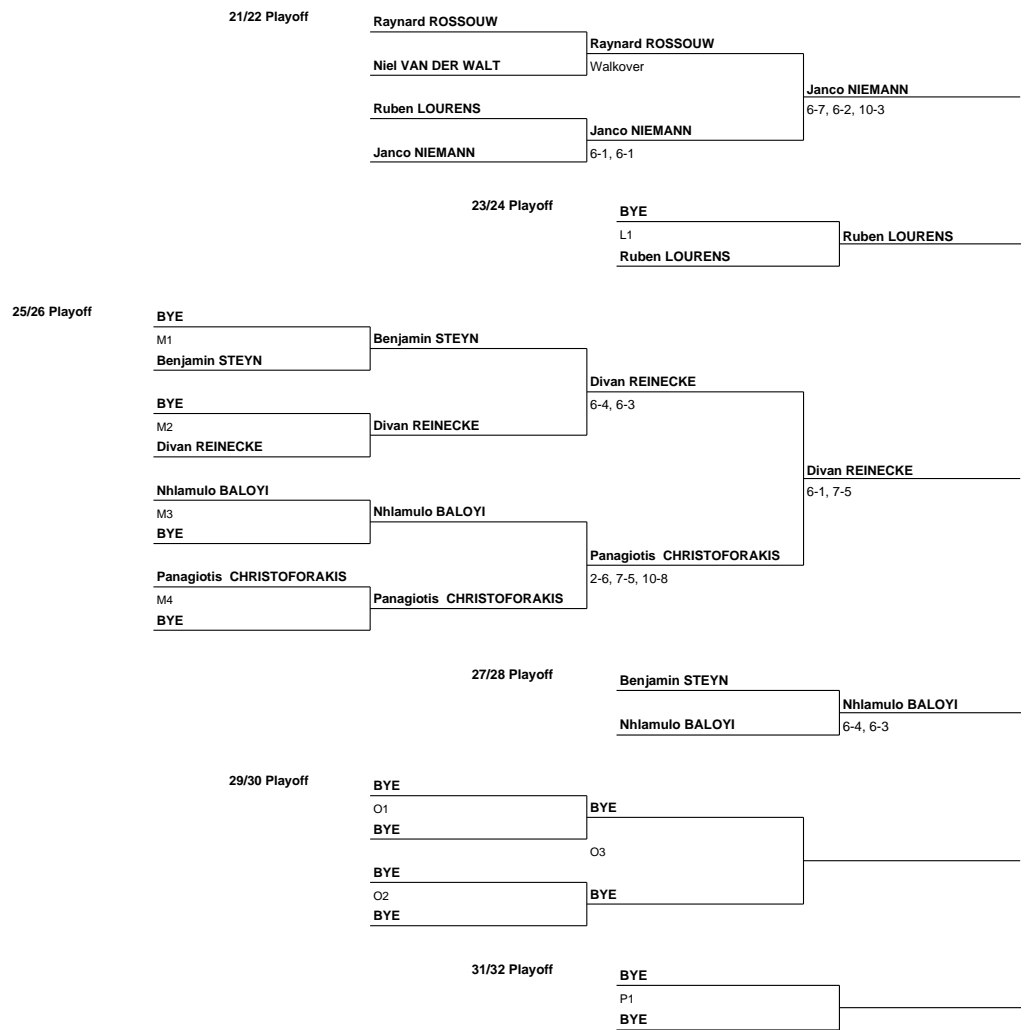 21/22 Playoff
Raynard ROSSOUW
Raynard ROSSOUW
Niel VAN DER WALT
Walkover
Janco NIEMANN
Ruben LOURENS
6-7, 6-2, 10-3
Janco NIEMANN
Janco NIEMANN
6-1, 6-1
23/24 Playoff
BYE
L1
Ruben LOURENS
Ruben LOURENS
25/26 Playoff
BYE
M1
Benjamin STEYN
Benjamin STEYN
Divan REINECKE
BYE
6-4, 6-3
M2
Divan REINECKE
Divan REINECKE
Divan REINECKE
Nhlamulo BALOYI
6-1, 7-5
M3
Nhlamulo BALOYI
BYE
Panagiotis CHRISTOFORAKIS
Panagiotis CHRISTOFORAKIS
2-6, 7-5, 10-8
M4
Panagiotis CHRISTOFORAKIS
BYE
27/28 Playoff
Benjamin STEYN
Nhlamulo BALOYI
Nhlamulo BALOYI
6-4, 6-3
29/30 Playoff
BYE
O1
BYE
BYE
O3
BYE
O2
BYE
BYE
31/32 Playoff
BYE
P1
BYE